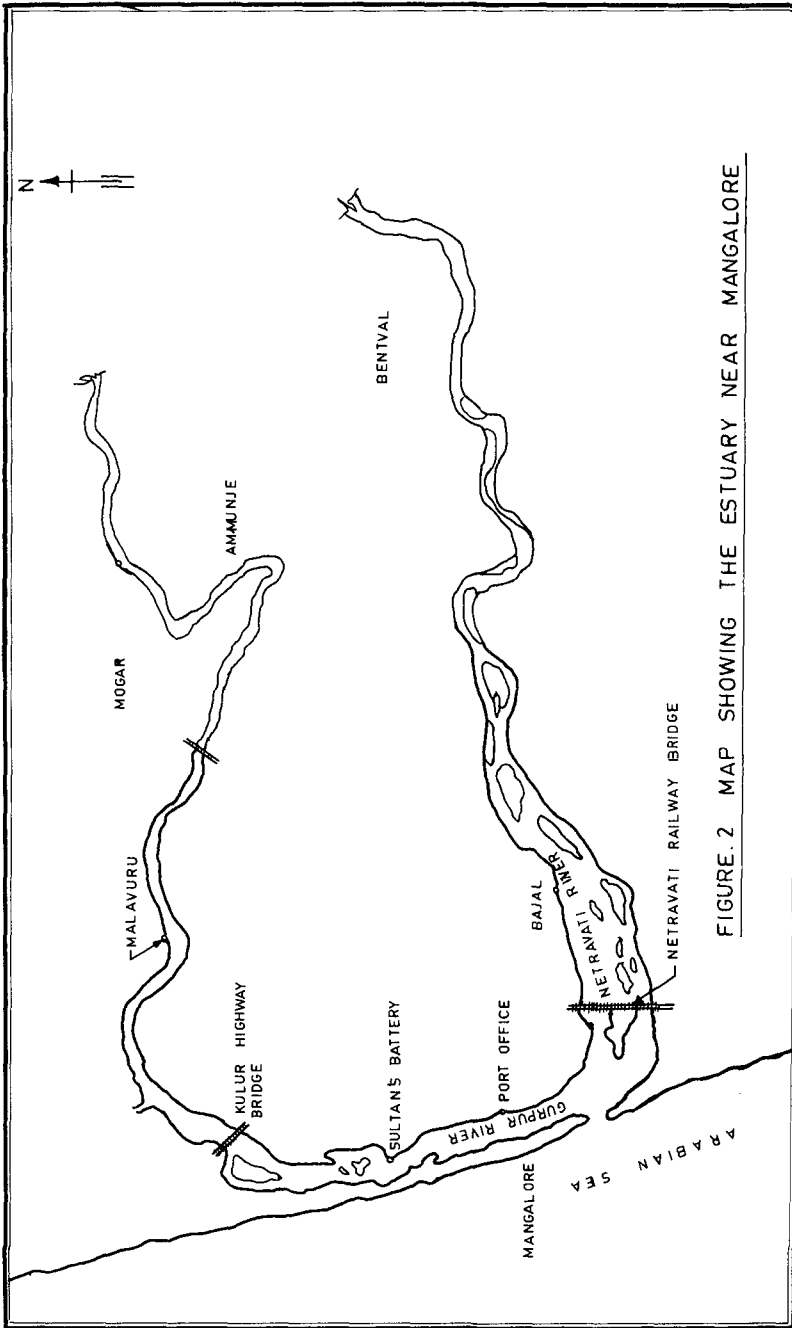 N
MOGAR
AMMUNJE
BENTVAL
MALAVURU
KULUR HIGHWAY
BRIDGE
SULTAN'S BATTERY
PORT OFFICE
GURPUR RIVER
BAJAL
NETRAVATI RIVER
NETRAVATI RAILWAY BRIDGE
MANGALORE
ARABIAN SEA
FIGURE.2 MAP SHOWING THE ESTUARY NEAR MANGALORE